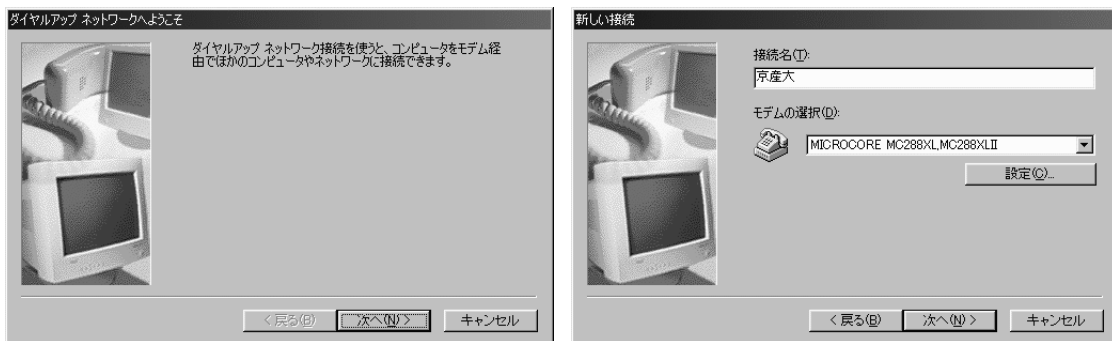 ダイヤルアップ ネットワークへようこそ
ダイヤルアップ ネットワーク接続を使うと、コンピュータをモデム経
由でほかのコンピュータやネットワークに接続できます。
< 戻る(B)
次へ(N) >
キャンセル
新しい接続
接続名(T):
京産大
モデムの選択(D):
MICROCORE MC288XL,MC288XLII
設定(C)...
< 戻る(B)
次へ(N) >
キャンセル